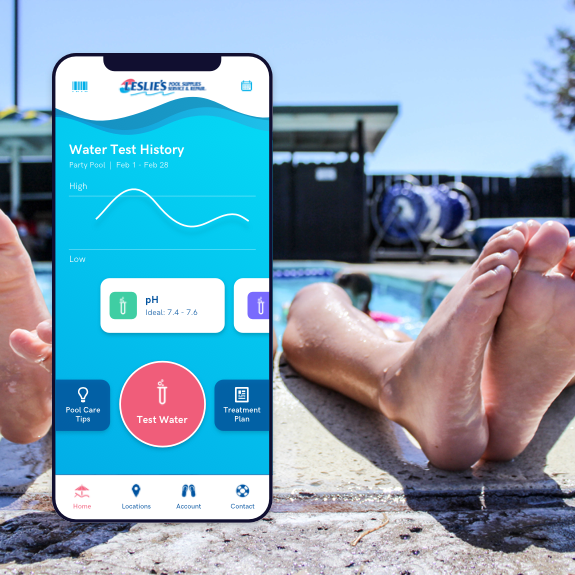 LESLIE'S POOL SUPPLIES
SERVICE & REPAIR
Water Test History
Party Pool | Feb 1 - Feb 28
High
Low
pH
Ideal: 7.4 - 7.6
Pool Care
Tips
Test Water
Treatment
Plan
Home
Locations
Account
Contact